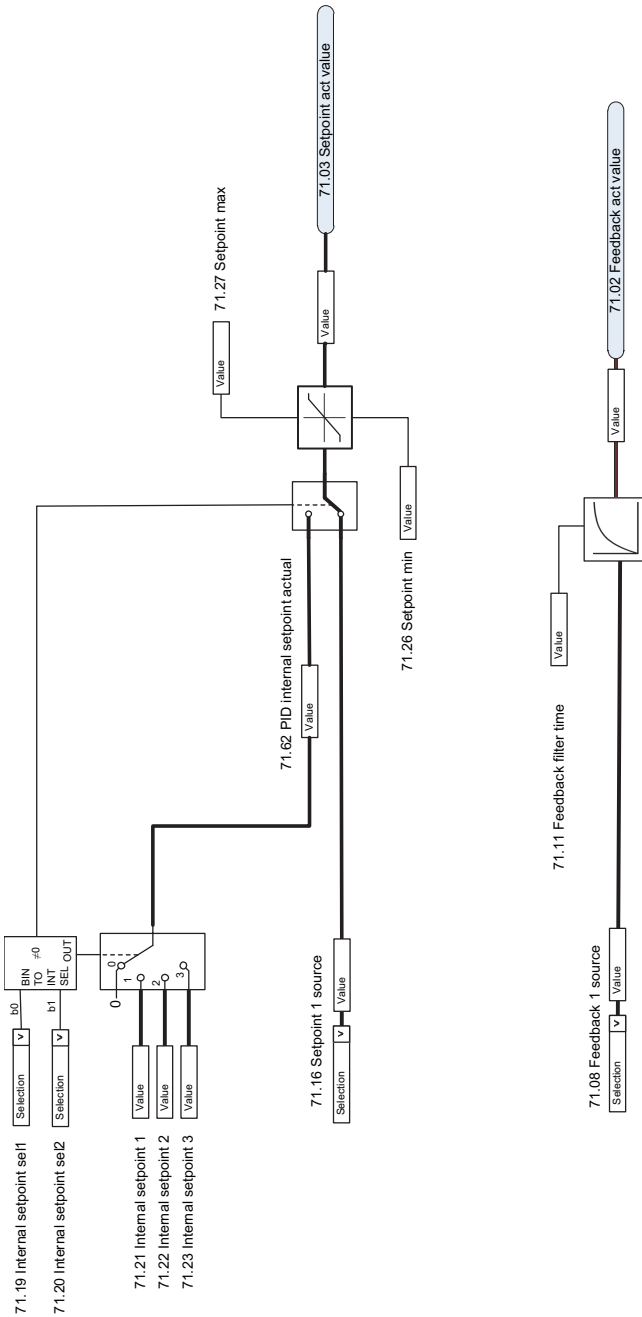 71.19 Internal setpoint sel1
Selection
v
b0
71.20 Internal setpoint sel2
Selection
v
b1
BIN
TO
INT
SEL
≠0
OUT
71.21 Internal setpoint 1
Value
71.22 Internal setpoint 2
Value
71.23 Internal setpoint 3
Value
0
0
1
2
3
71.62 PID internal setpoint actual
Value
71.16 Setpoint 1 source
Selection
v
Value
71.27 Setpoint max
Value
71.26 Setpoint min
Value
Value
71.03 Setpoint act value
71.11 Feedback filter time
Value
71.08 Feedback 1 source
Selection
v
Value
Value
71.02 Feedback act value